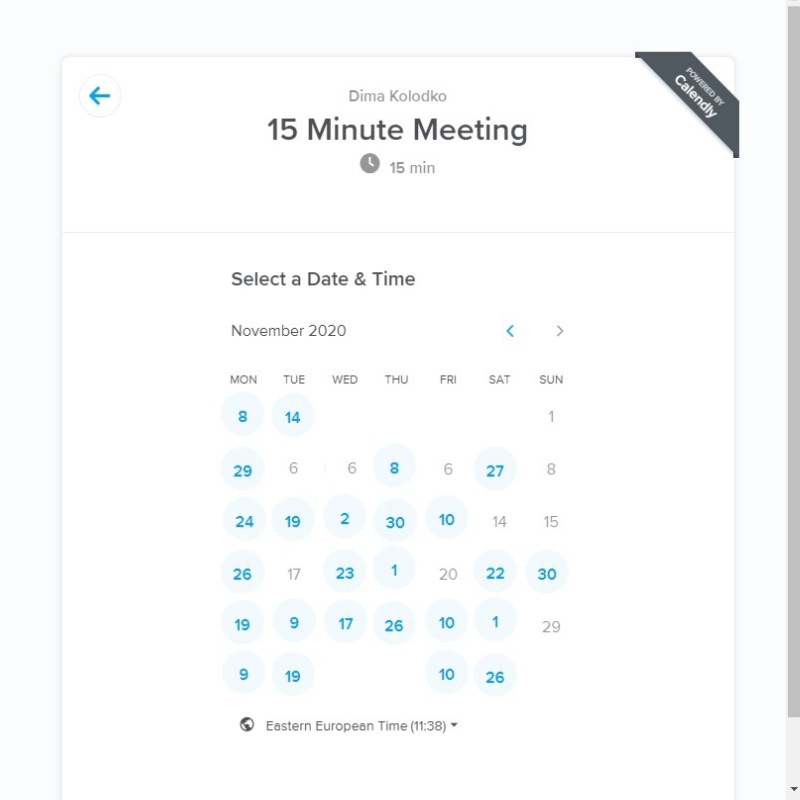 POWERED BY
Calendly
Dima Kolodko
15 Minute Meeting
15 min
Select a Date & Time
November 2020
MON TUE WED THU FRI SAT SUN
8 14 1
29 6 6 8 6 27 8
24 19 2 30 10 14 15
26 17 23 1 20 22 30
19 9 17 26 10 1 29
9 19 10 26
Eastern European Time (11:38)